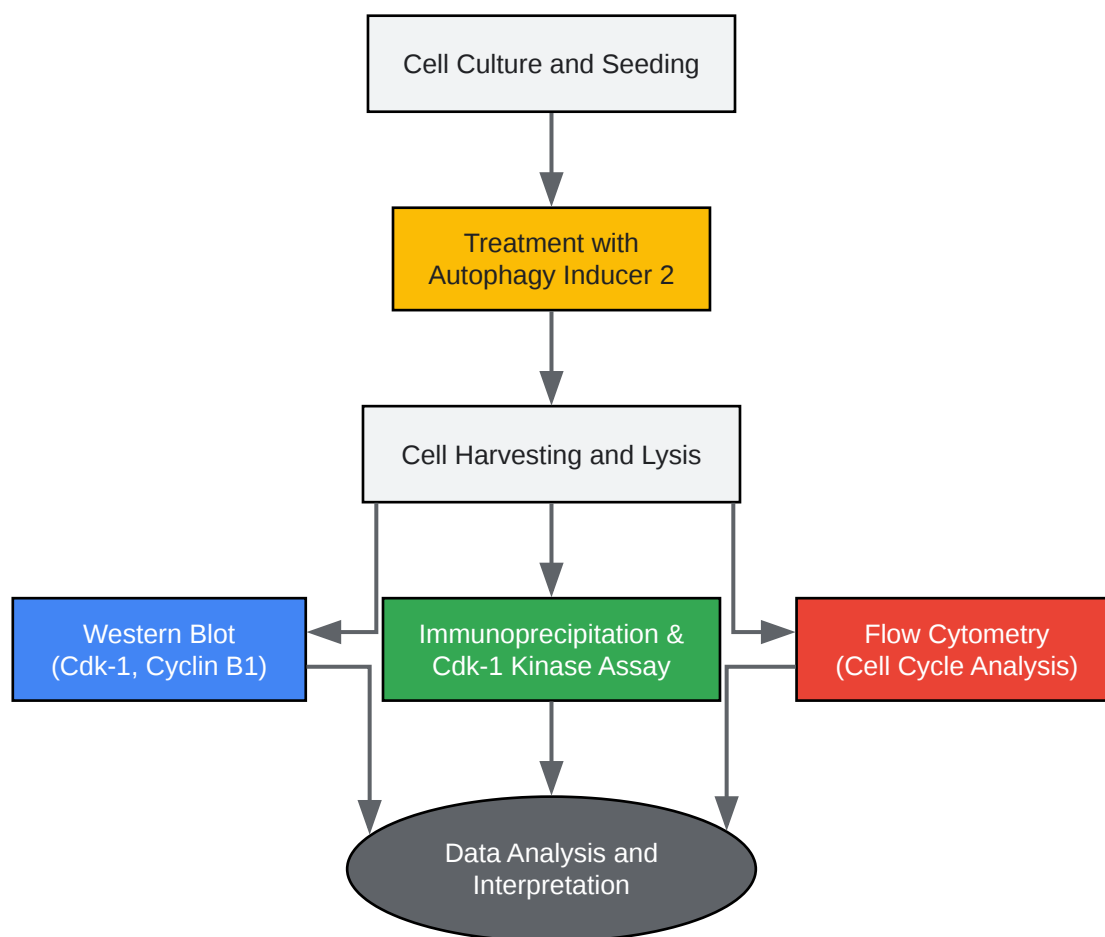 Cell Culture and Seeding
Treatment with
Autophagy Inducer 2
Cell Harvesting and Lysis
Western Blot
(Cdk-1, Cyclin B1)
Immunoprecipitation &
Cdk-1 Kinase Assay
Flow Cytometry
(Cell Cycle Analysis)
Data Analysis and
Interpretation